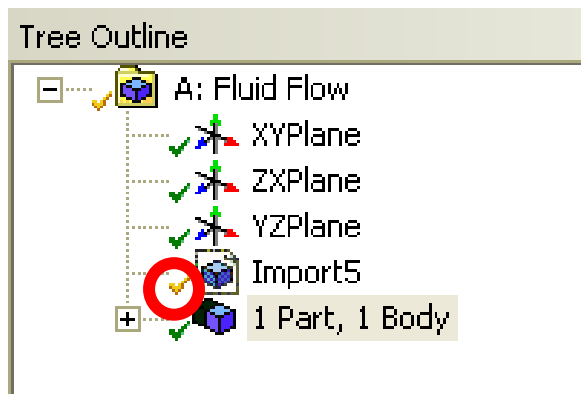 Tree Outline
A: Fluid Flow
XYPlane
ZXPlane
YZPlane
Import5
1 Part, 1 Body